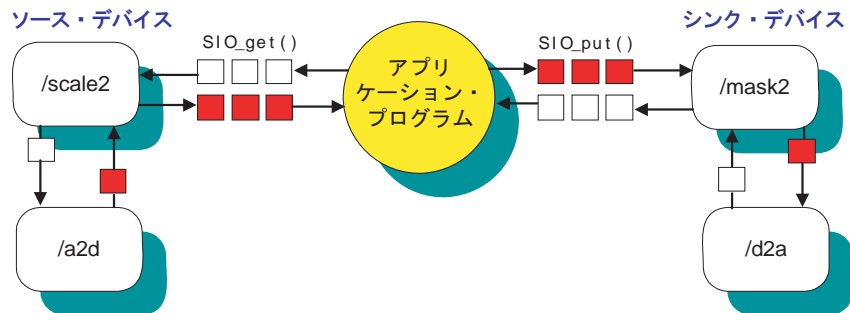 ソース・デバイス
シンク・デバイス
SIO_get()
SIO_put()
/scale2
アプリ
ケーション・
プログラム
/mask2
/a2d
/d2a